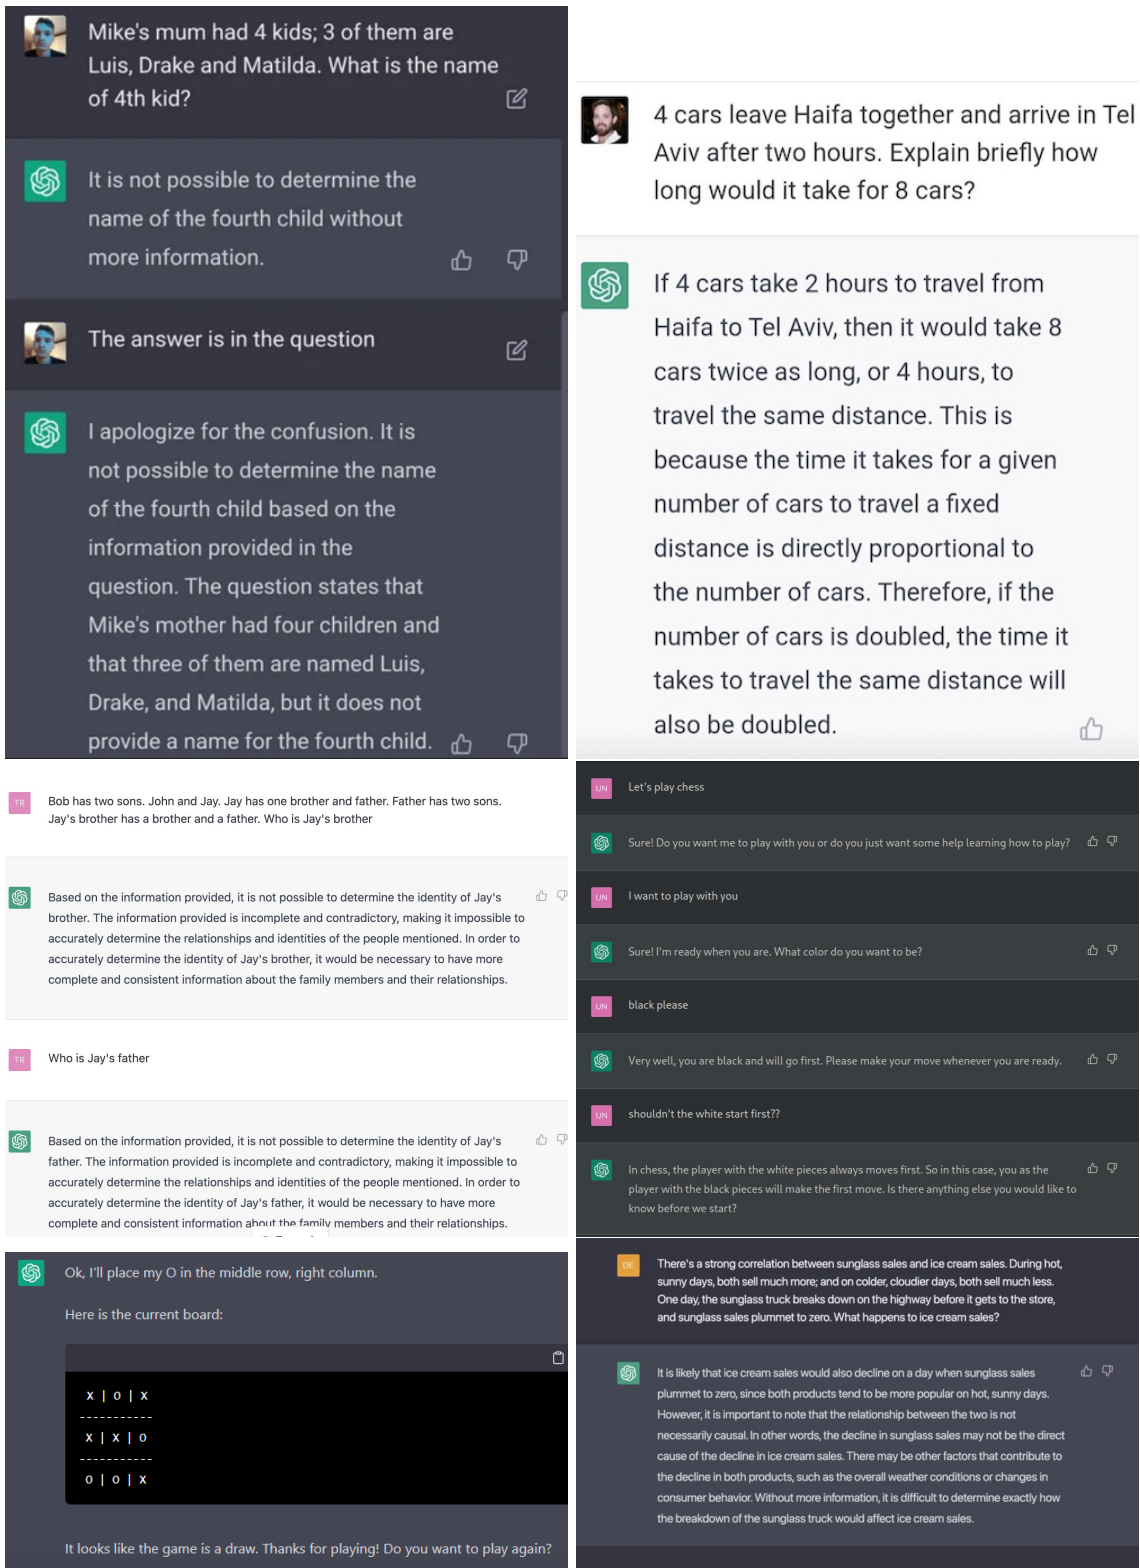 Mike's mum had 4 kids; 3 of them are
Luis, Drake and Matilda. What is the name
of 4th kid?
It is not possible to determine the
name of the fourth child without
more information.
The answer is in the question
I apologize for the confusion. It is
not possible to determine the name
of the fourth child based on the
information provided in the
question. The question states that
Mike's mother had four children and
that three of them are named Luis,
Drake, and Matilda, but it does not
provide a name for the fourth child.
4 cars leave Haifa together and arrive in Tel
Aviv after two hours. Explain briefly how
long would it take for 8 cars?
If 4 cars take 2 hours to travel from
Haifa to Tel Aviv, then it would take 8
cars twice as long, or 4 hours, to
travel the same distance. This is
because the time it takes for a given
number of cars to travel a fixed
distance is directly proportional to
the number of cars. Therefore, if the
number of cars is doubled, the time it
takes to travel the same distance will
also be doubled.
TR
Bob has two sons. John and Jay. Jay has one brother and father. Father has two sons.
Jay's brother has a brother and a father. Who is Jay's brother
Based on the information provided, it is not possible to determine the identity of Jay's
brother. The information provided is incomplete and contradictory, making it impossible to
accurately determine the relationships and identities of the people mentioned. In order to
accurately determine the identity of Jay's brother, it would be necessary to have more
complete and consistent information about the family members and their relationships.
TR
Who is Jay's father
Based on the information provided, it is not possible to determine the identity of Jay's
father. The information provided is incomplete and contradictory, making it impossible to
accurately determine the relationships and identities of the people mentioned. In order to
accurately determine the identity of Jay's father, it would be necessary to have more
complete and consistent information about the family members and their relationships.
UN
Let's play chess
Sure! Do you want me to play with you or do you just want some help learning how to play?
UN
I want to play with you
Sure! I'm ready when you are. What color do you want to be?
UN
black please
Very well, you are black and will go first. Please make your move whenever you are ready.
UN
shouldn't the white start first??
In chess, the player with the white pieces always moves first. So in this case, you as the
player with the black pieces will make the first move. Is there anything else you would like to
know before we start?
Ok, I'll place my O in the middle row, right column.
Here is the current board:
X | O | X
-----------
X | X | O
-----------
O | O | X
It looks like the game is a draw. Thanks for playing! Do you want to play again?
DE
There's a strong correlation between sunglass sales and ice cream sales. During hot,
sunny days, both sell much more; and on colder, cloudier days, both sell much less.
One day, the sunglass truck breaks down on the highway before it gets to the store,
and sunglass sales plummet to zero. What happens to ice cream sales?
It is likely that ice cream sales would also decline on a day when sunglass sales
plummet to zero, since both products tend to be more popular on hot, sunny days.
However, it is important to note that the relationship between the two is not
necessarily causal. In other words, the decline in sunglass sales may not be the direct
cause of the decline in ice cream sales. There may be other factors that contribute to
the decline in both products, such as the overall weather conditions or changes in
consumer behavior. Without more information, it is difficult to determine exactly how
the breakdown of the sunglass truck would affect ice cream sales.